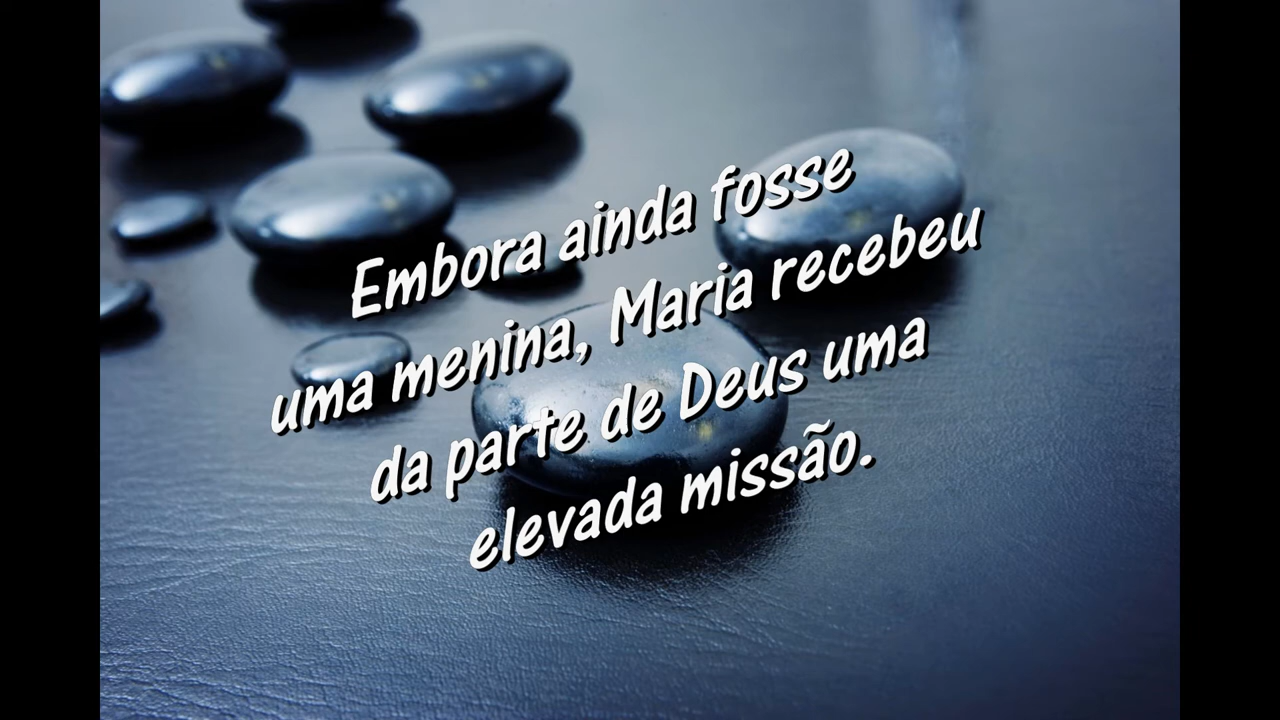 Embora ainda fosse
uma menina, Maria recebeu
da parte de Deus uma
elevada missão.